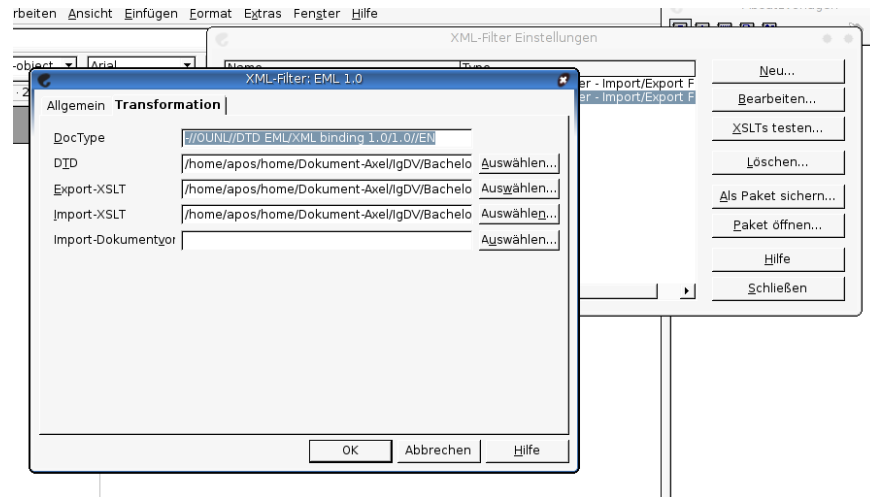 rbeiten Ansicht Einfügen Format Extras Fenster Hilfe
XML-Filter Einstellungen
-object Arial
Name Type
er - Import/Export F
er - Import/Export F
Neu...
Bearbeiten...
XSLTs testen...
Löschen...
Als Paket sichern...
Paket öffnen...
Hilfe
Schließen
XML-Filter: EML 1.0
Allgemein Transformation
DocType -//OUNL//DTD EML/XML binding 1.0/1.0//EN
DTD /home/apos/home/Dokument-Axel/IgDV/Bachelo Auswählen...
Export-XSLT /home/apos/home/Dokument-Axel/IgDV/Bachelo Auswählen...
Import-XSLT /home/apos/home/Dokument-Axel/IgDV/Bachelo Auswählen...
Import-Dokumentvor Auswählen...
OK Abbrechen Hilfe